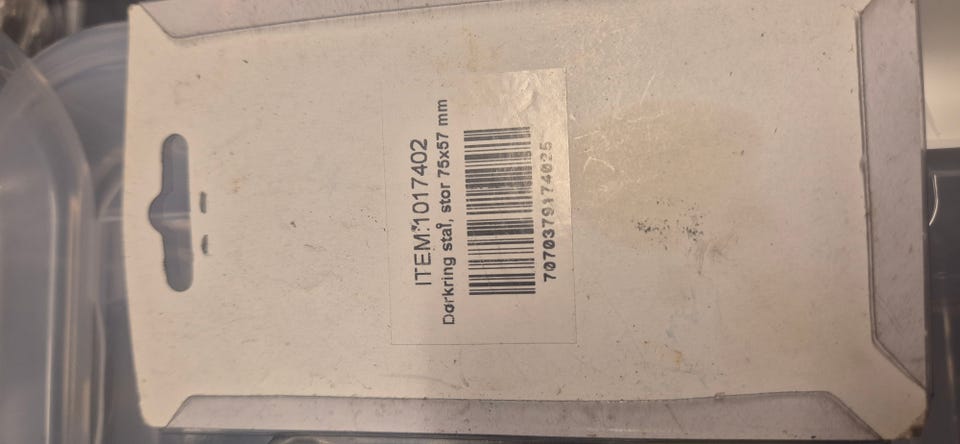 ITEM:1017402
Dørkring stål, stor 75x57 mm
7070379174025